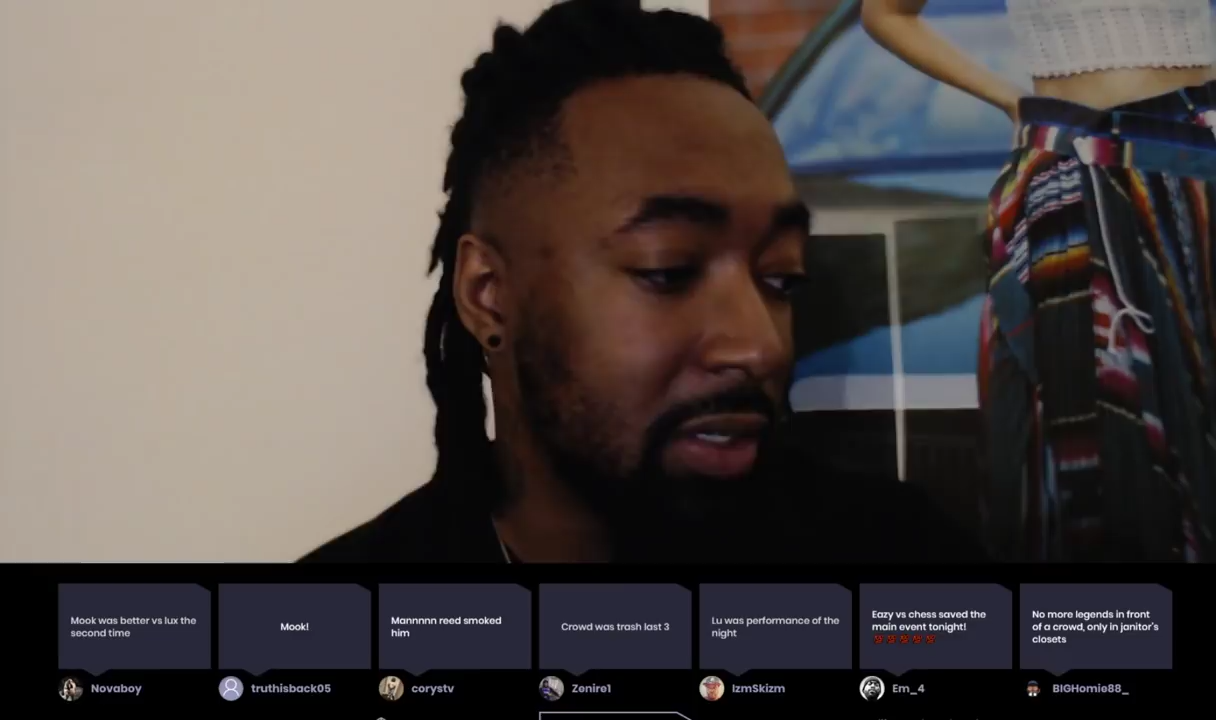 Mook was better vs lux the
second time
Mook!
Mannnnn reed smoked
him
Crowd was trash last 3
Lu was performance of the
night
Eazy vs chess saved the
main event tonight!
💯💯💯💯💯
No more legends in front
of a crowd, only in janitor's
closets
Novaboy
truthisback05
corystv
Zenire1
IzmSkizm
Em_4
BIGHomie88_